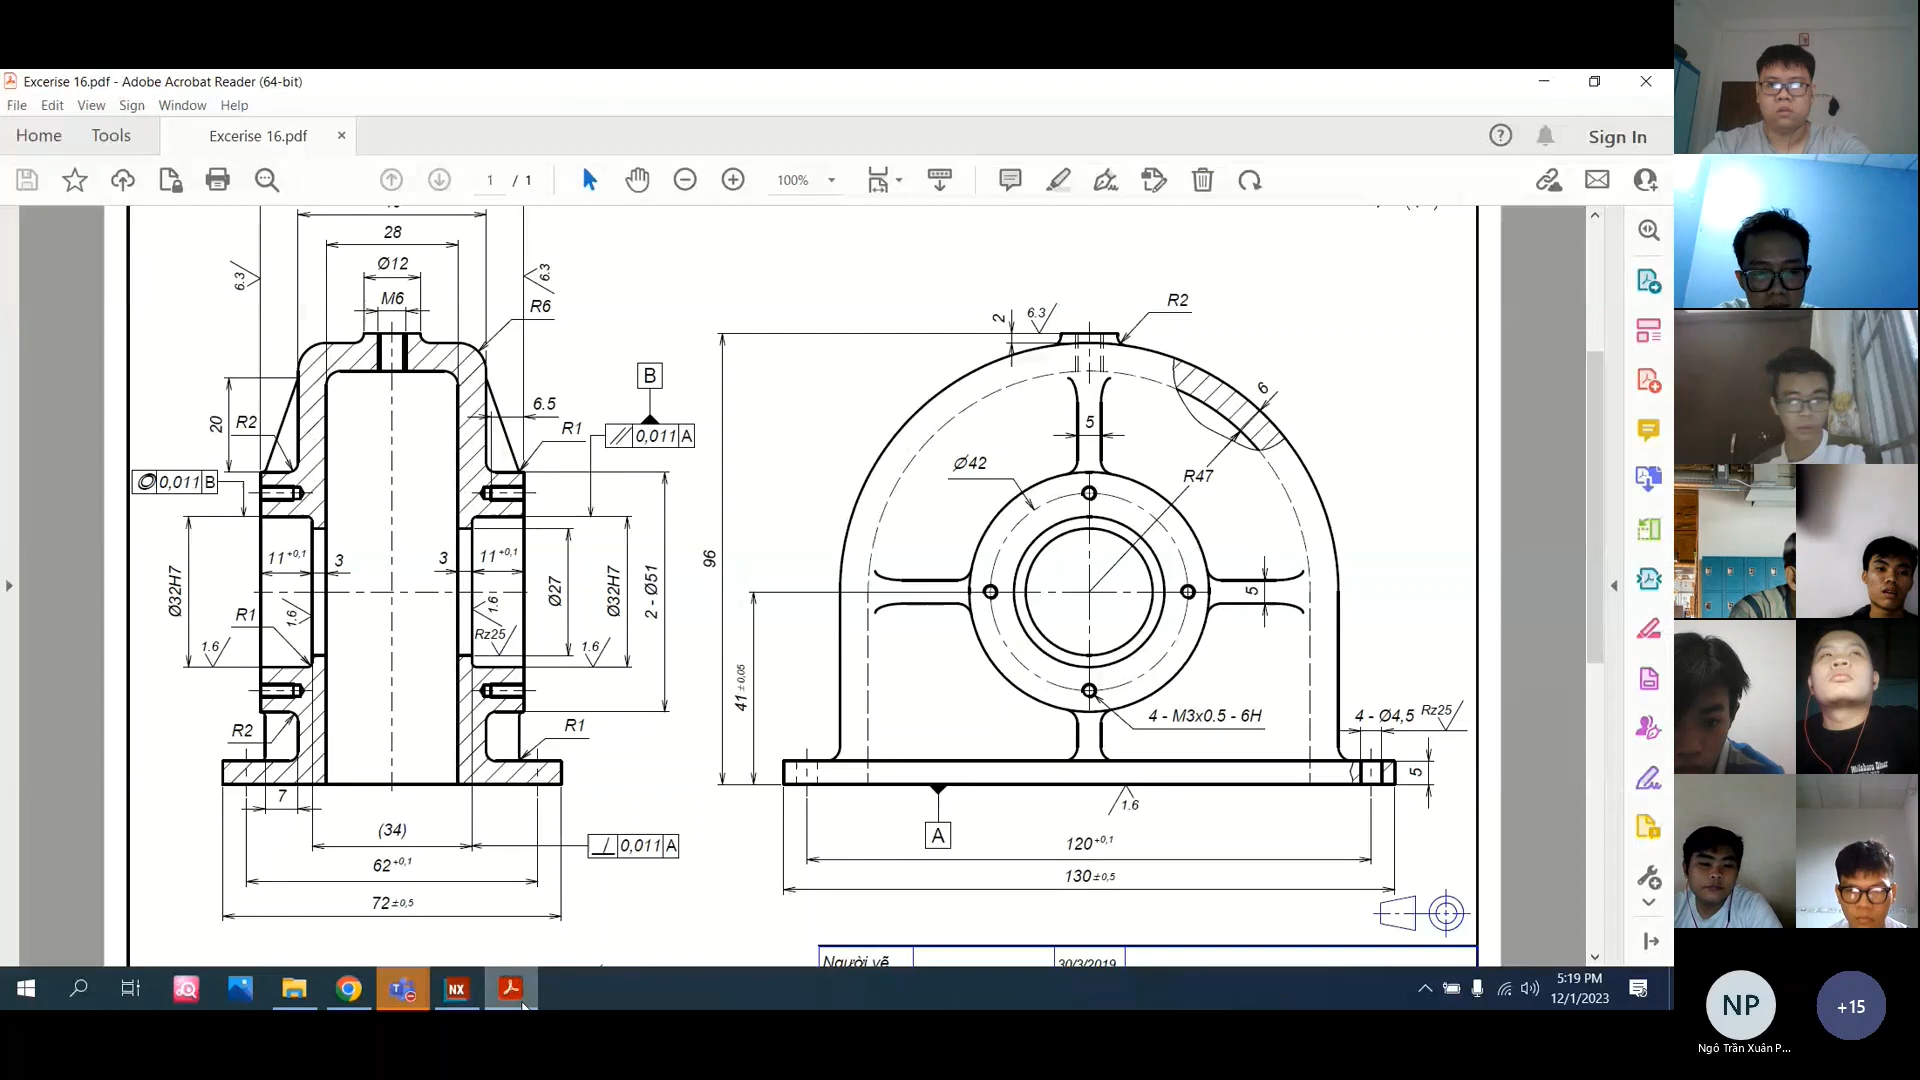 Excerise 16.pdf - Adobe Acrobat Reader (64-bit)
File Edit View Sign Window Help
Home Tools Excerise 16.pdf Sign In
1 / 1 100%
28
Ø12
M6
6.3
6.3
R6
B
6.5
20
R2
R1
// 0,011 A
0,011 B
11 +0,1
3
3
11 +0,1
Ø32H7
Ø27
Ø32H7
2 - Ø51
R1
1.6
1.6
Rz25
1.6
1.6
R2
R1
7
(34)
0,011 A
62 +0,1
72 ±0,5
2
6.3
R2
6
5
Ø42
R47
96
5
41 ±0,05
4 - M3x0.5 - 6H
4 - Ø4,5 Rz25
5
1.6
A
120 +0,1
130 ±0,5
Người vẽ
30/3/2019
NX
5:19 PM
12/1/2023
NP
+15
Ngô Trần Xuân P...